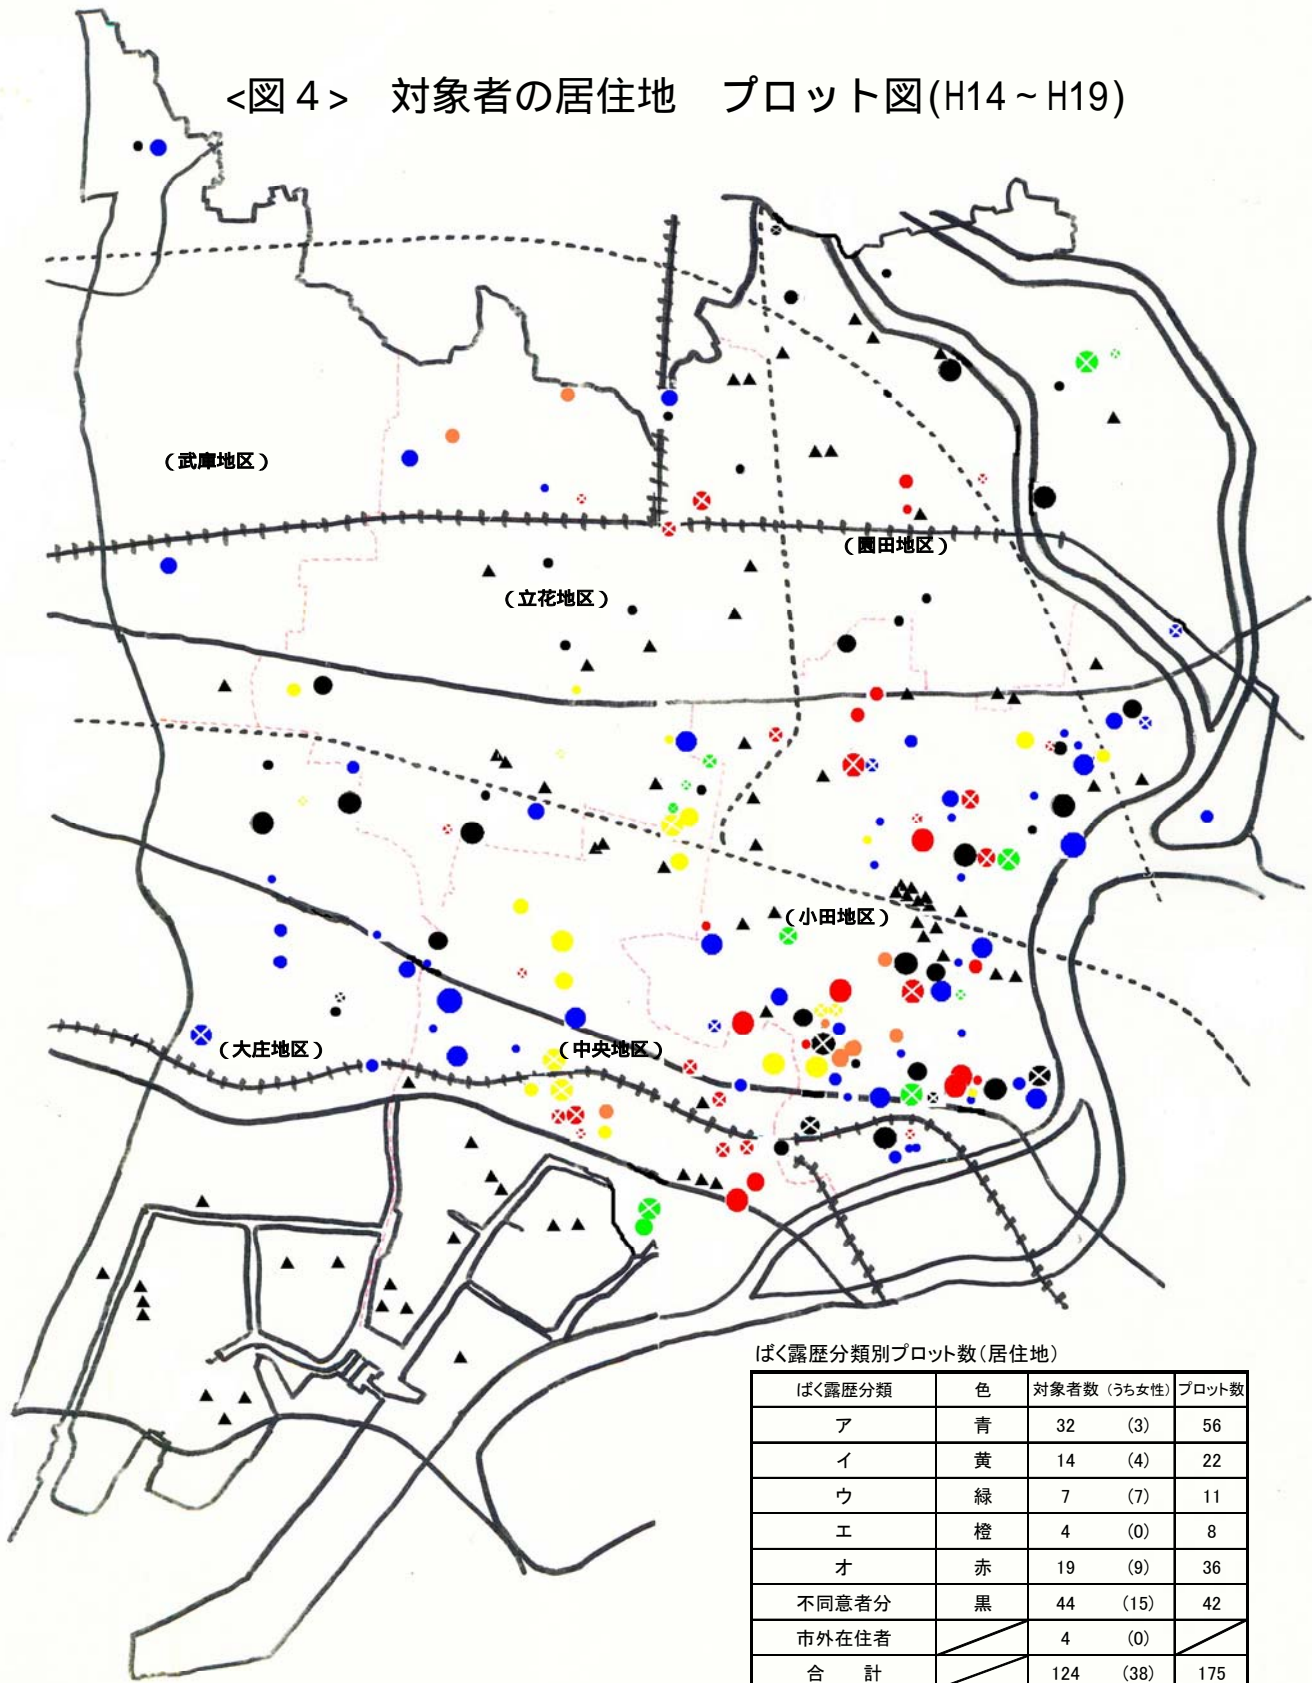 <図４>　対象者の居住地　プロット図(H14～H19)
（武庫地区）
（園田地区）
（立花地区）
（小田地区）
（大庄地区）
（中央地区）
ばく露歴分類別プロット数（居住地）
ばく露歴分類 色 対象者数 （うち女性） プロット数
ア 青 32 (3) 56
イ 黄 14 (4) 22
ウ 緑 7 (7) 11
エ 橙 4 (0) 8
オ 赤 19 (9) 36
不同意者分 黒 44 (15) 42
市外在住者 4 (0)
合　計 124 (38) 175